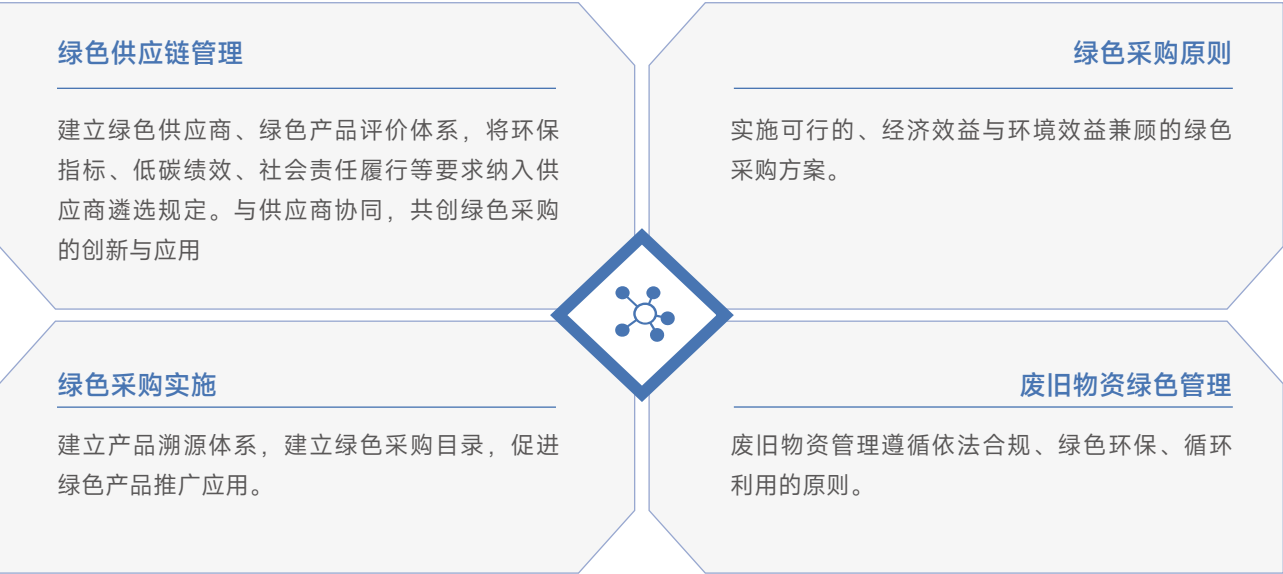 绿色供应链管理
建立绿色供应商、绿色产品评价体系，将环保
指标、低碳绩效、社会责任履行等要求纳入供
应商遴选规定。与供应商协同，共创绿色采购
的创新与应用
绿色采购原则
实施可行的、经济效益与环境效益兼顾的绿色
采购方案。
绿色采购实施
建立产品溯源体系，建立绿色采购目录，促进
绿色产品推广应用。
废旧物资绿色管理
废旧物资管理遵循依法合规、绿色环保、循环
利用的原则。